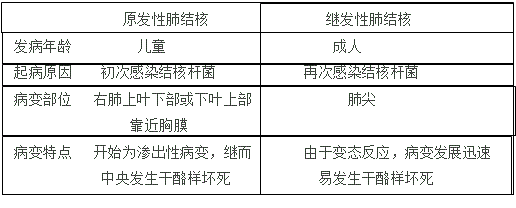 原发性肺结核 继发性肺结核
发病年龄 儿童 成人
起病原因 初次感染结核杆菌 再次感染结核杆菌
病变部位 右肺上叶下部或下叶上部 肺尖
靠近胸膜
病变特点 开始为渗出性病变，继而 由于变态反应，病变发展迅速
中央发生干酪样坏死 易发生干酪样坏死